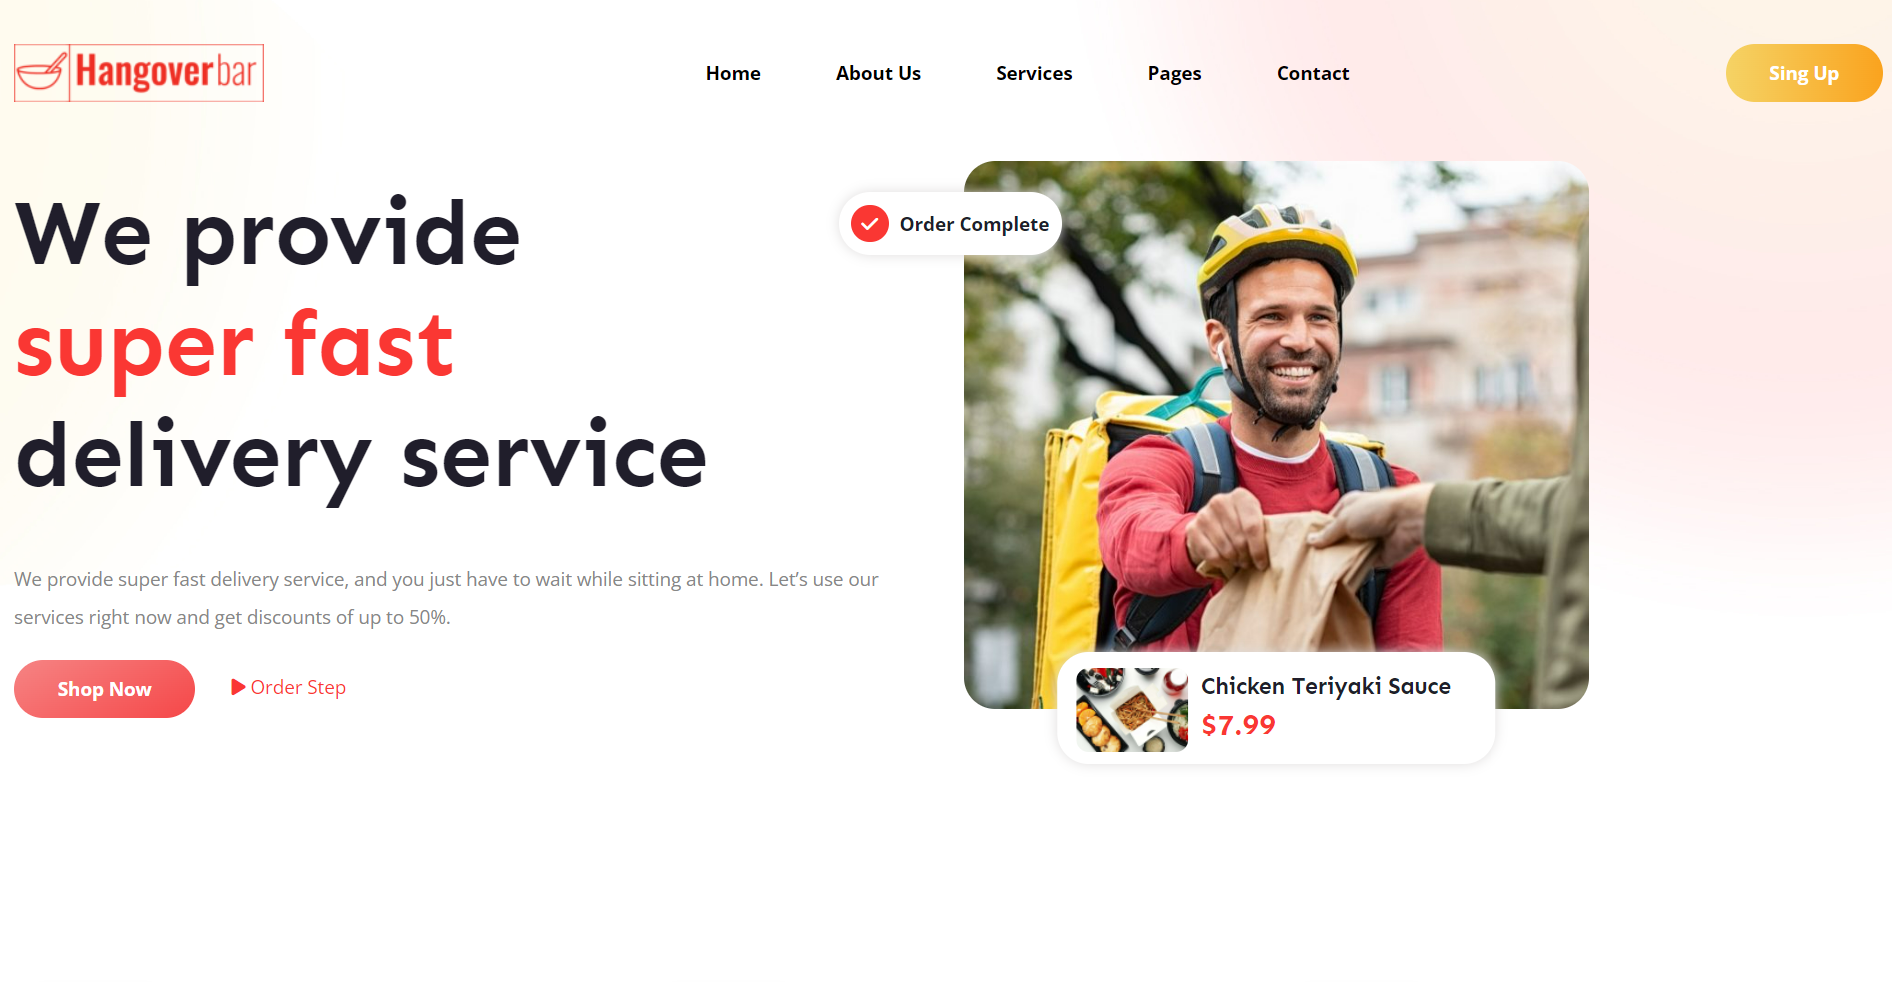 Hangoverbar
Home
About Us
Services
Pages
Contact
Sing Up
We provide
super fast
delivery service
Order Complete
We provide super fast delivery service, and you just have to wait while sitting at home. Let’s use our
services right now and get discounts of up to 50%.
Shop Now
Order Step
Chicken Teriyaki Sauce
$7.99